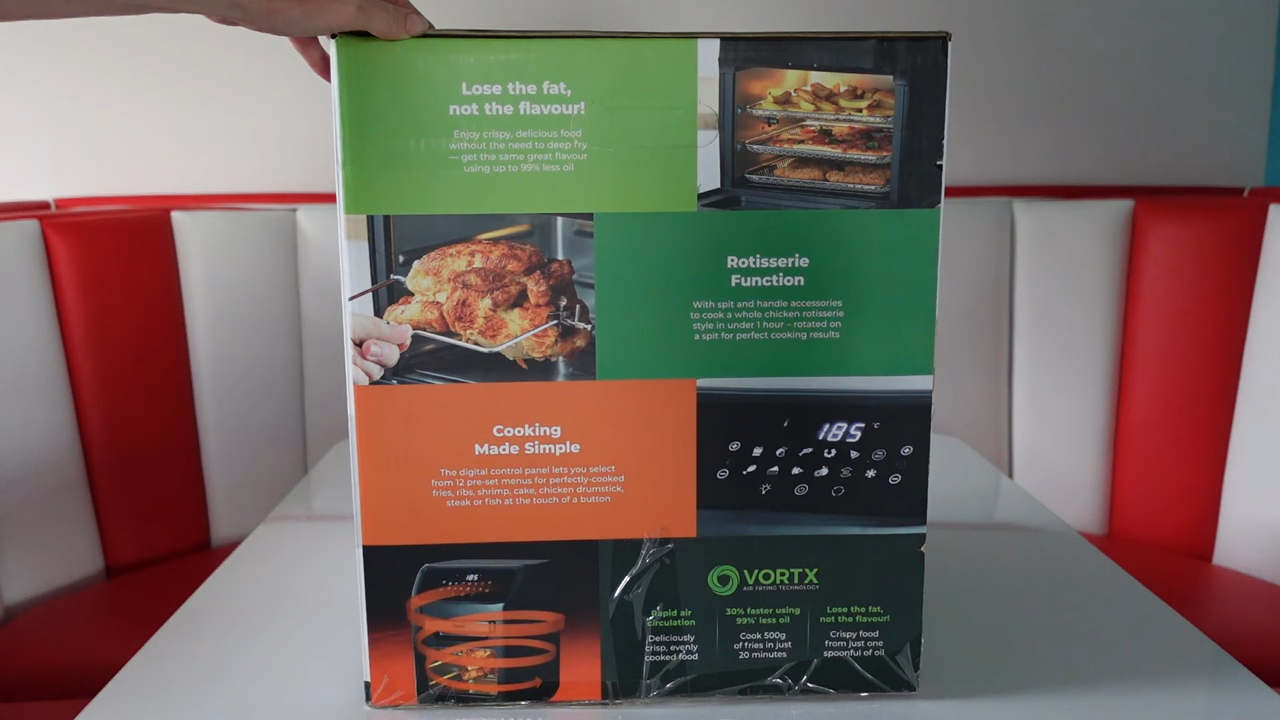 Lose the fat,
not the flavour!
Enjoy crispy, delicious food
without the need to deep fry
— get the same great flavour
using up to 99% less oil
Rotisserie
Function
With spit and handle accessories
to cook a whole chicken rotisserie
style in under 1 hour – rotated on
a spit for perfect cooking results
Cooking
Made Simple
The digital control panel lets you select
from 12 pre-set menus for perfectly-cooked
fries, ribs, shrimp, cake, chicken drumstick,
steak or fish at the touch of a button
185 °C
185
VORTX
AIR FRYING TECHNOLOGY
Rapid air
circulation
Deliciously
crisp, evenly
cooked food
30% faster using
99%* less oil
Cook 500g
of fries in just
20 minutes
Lose the fat,
not the flavour!
Crispy food
from just one
spoonful of oil